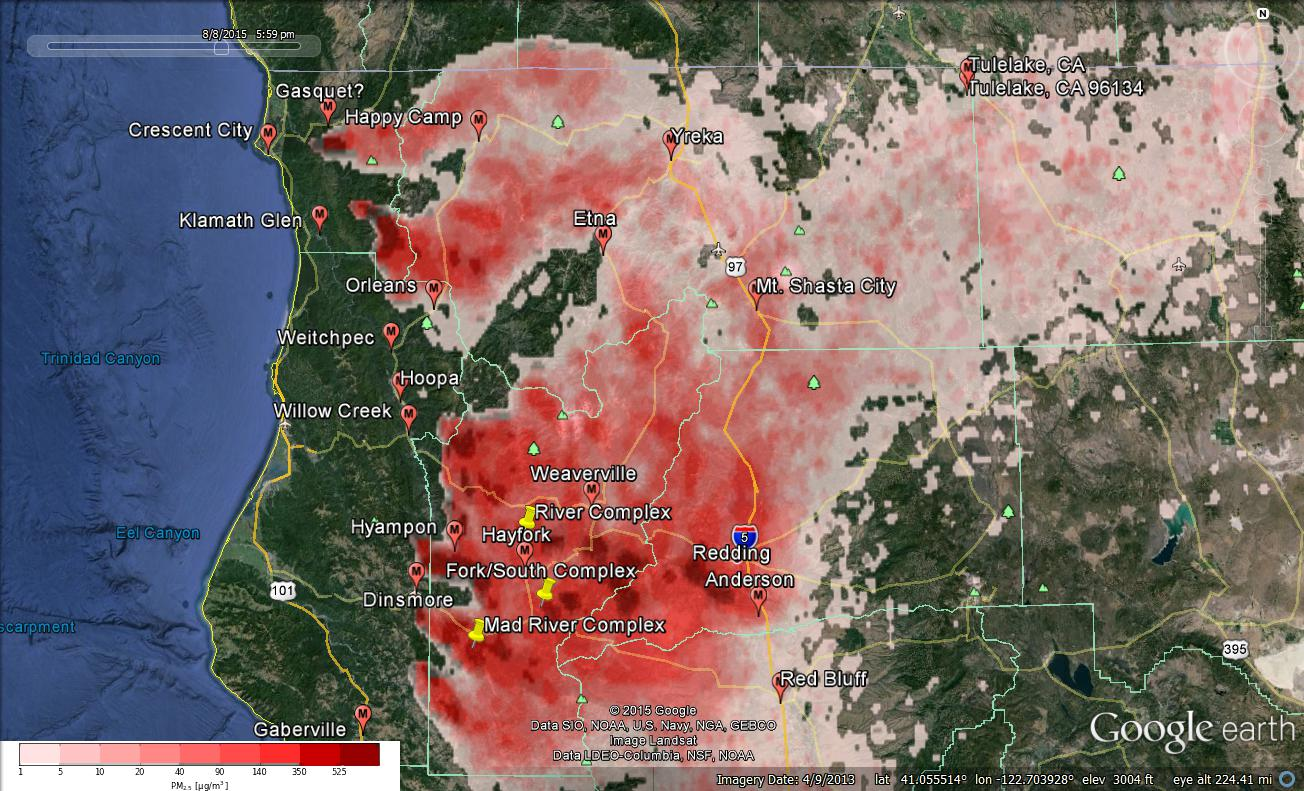 8/8/2015 5:59 pm
N
Gasquet?
Happy Camp
Crescent City
Tulelake, CA
Tulelake, CA 96134
Yreka
Klamath Glen
Etna
97
Orleans
Mt. Shasta City
Weitchpec
Trinidad Canyon
Hoopa
Willow Creek
Weaverville
River Complex
Hyampon
Hayfork
Eel Canyon
5
Redding
Fork/South Complex
Anderson
101
Dinsmore
Mad River Complex
scarpment
395
Red Bluff
Gaberville
© 2015 Google
Data SIO, NOAA, U.S. Navy, NGA, GEBCO
Image Landsat
Data LDEO-Columbia, NSF, NOAA
Google earth
1 5 10 20 40 90 140 350 525
PM2.5 [µg/m³]
Imagery Date: 4/9/2013 lat 41.055514° lon -122.703928° elev 3004 ft eye alt 224.41 mi